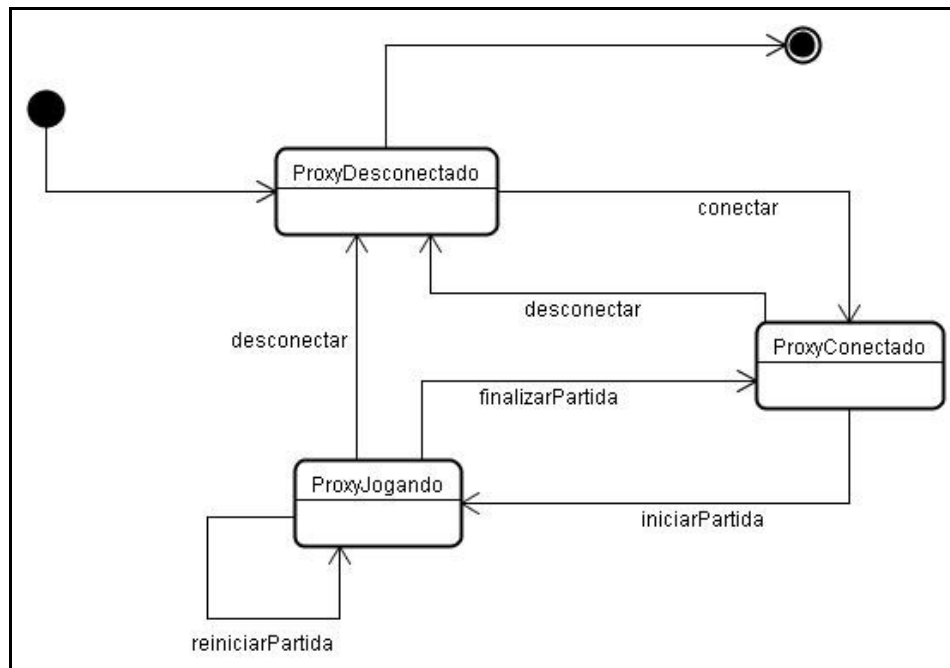 ProxyDesconectado
conectar
desconectar
desconectar
ProxyConectado
finalizarPartida
ProxyJogando
iniciarPartida
reiniciarPartida